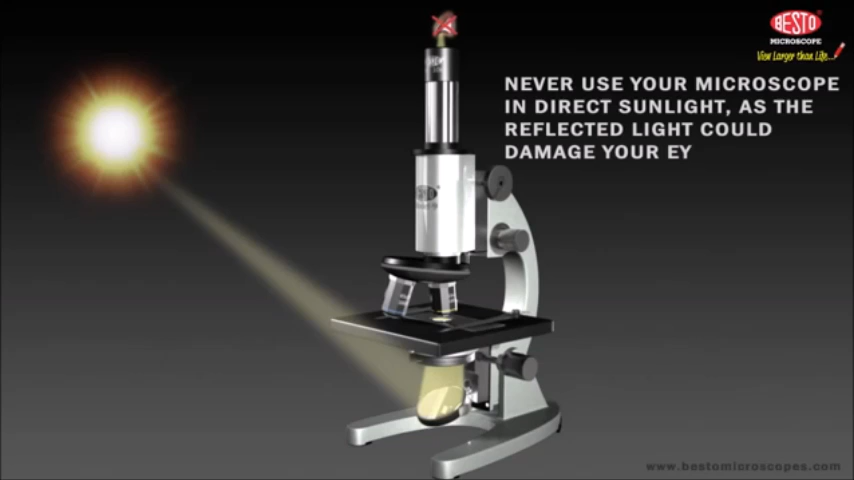 BESTO
MICROSCOPE
View Larger than Life...
NEVER USE YOUR MICROSCOPE
IN DIRECT SUNLIGHT, AS THE
REFLECTED LIGHT COULD
DAMAGE YOUR EY
www.bestomicroscopes.com